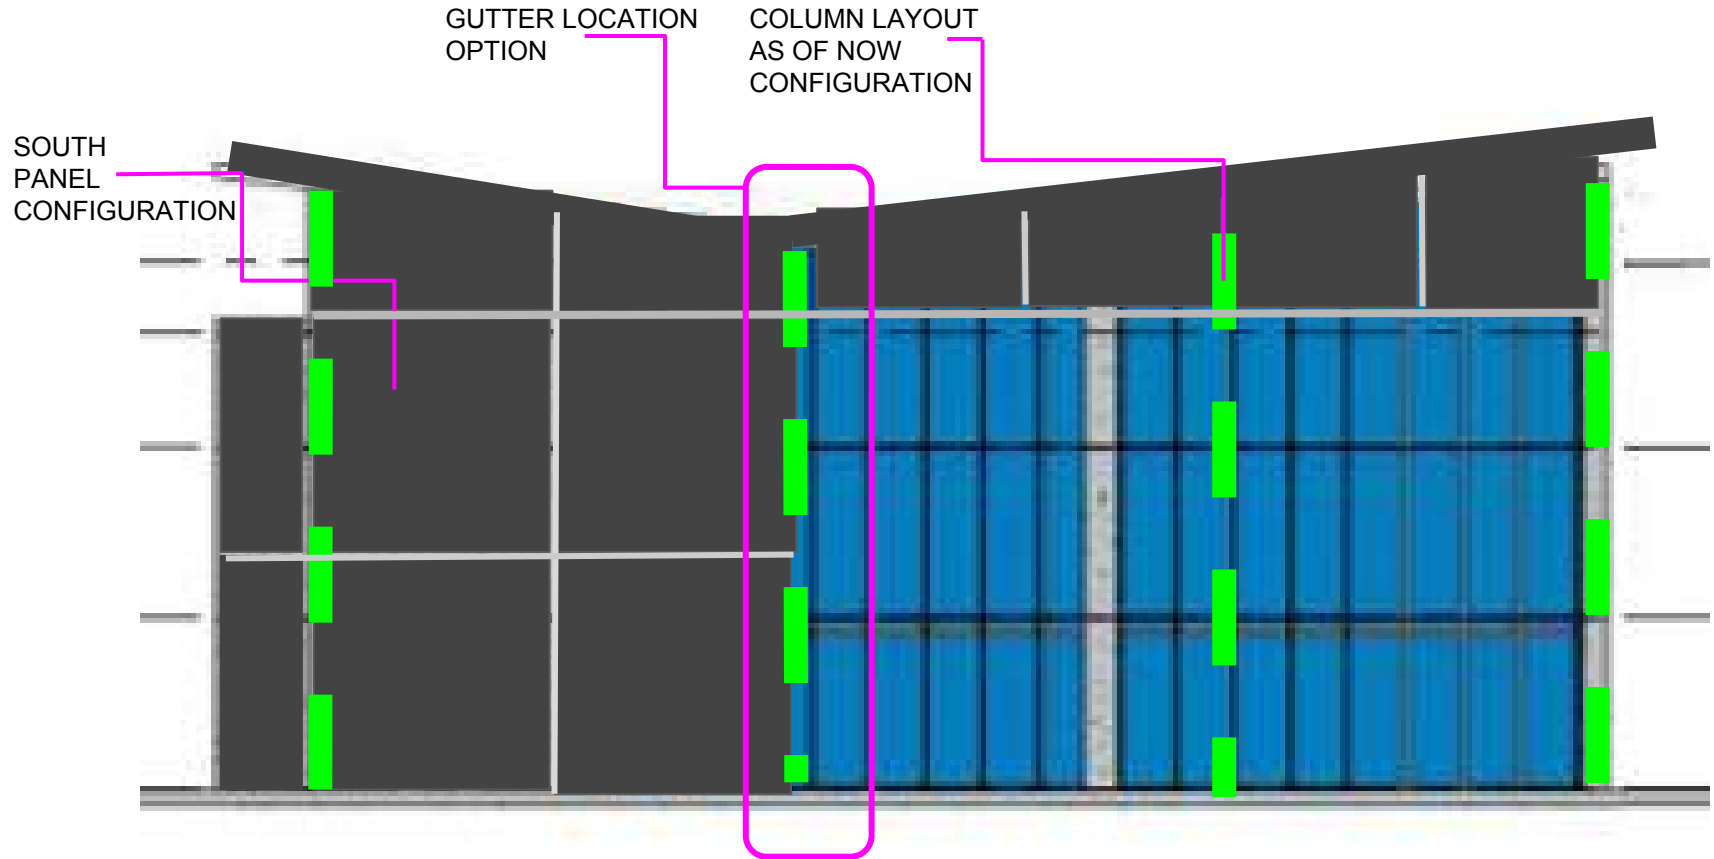 GUTTER LOCATION
OPTION
COLUMN LAYOUT
AS OF NOW
CONFIGURATION
SOUTH
PANEL
CONFIGURATION